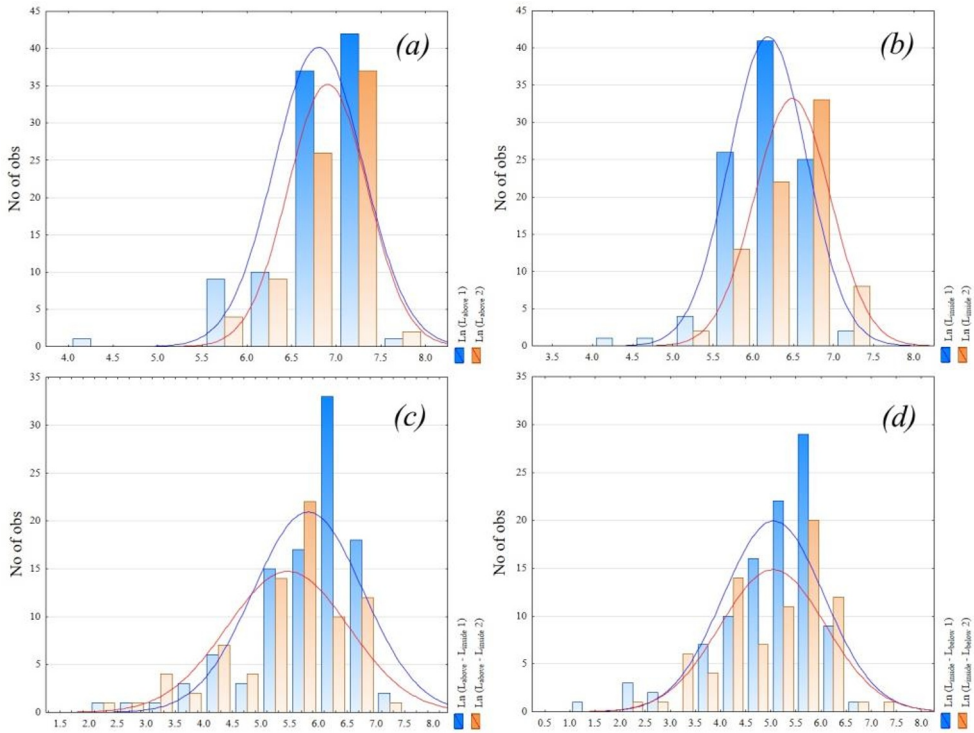 (a)
No of obs
45
40
35
30
25
20
15
10
5
0
4.0 4.5 5.0 5.5 6.0 6.5 7.0 7.5 8.0
Ln (Labove 1)
Ln (Labove 2)
(b)
No of obs
45
40
35
30
25
20
15
10
5
0
3.5 4.0 4.5 5.0 5.5 6.0 6.5 7.0 7.5 8.0
Ln (Linside 1)
Ln (Linside 2)
(c)
No of obs
35
30
25
20
15
10
5
0
1.5 2.0 2.5 3.0 3.5 4.0 4.5 5.0 5.5 6.0 6.5 7.0 7.5 8.0
Ln (Labove - Linside 1)
Ln (Labove - Linside 2)
(d)
No of obs
35
30
25
20
15
10
5
0
0.5 1.0 1.5 2.0 2.5 3.0 3.5 4.0 4.5 5.0 5.5 6.0 6.5 7.0 7.5 8.0
Ln (Linside - Lbelow 1)
Ln (Linside - Lbelow 2)